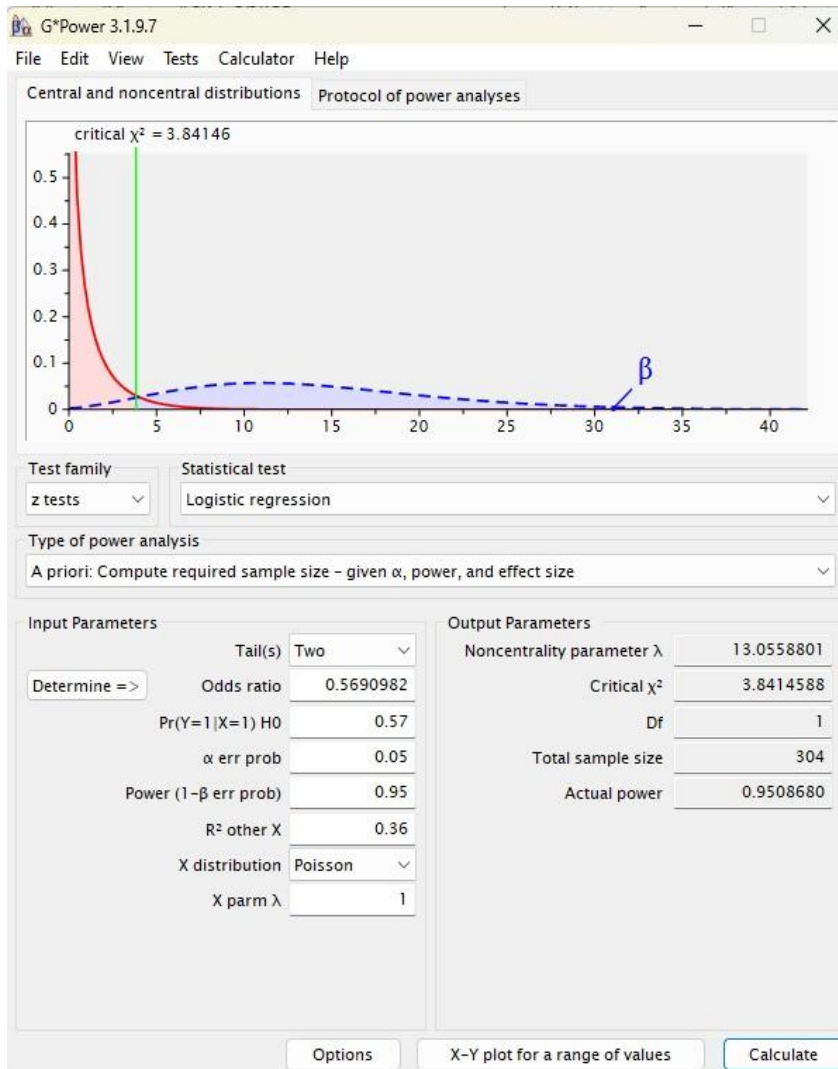 G*Power 3.1.9.7
File Edit View Tests Calculator Help
Central and noncentral distributions Protocol of power analyses
critical χ² = 3.84146
0.5
0.4
0.3
0.2
0.1
0
β
0 5 10 15 20 25 30 35 40
Test family Statistical test
z tests Logistic regression
Type of power analysis
A priori: Compute required sample size – given α, power, and effect size
Input Parameters Output Parameters
Tail(s) Two Noncentrality parameter λ 13.0558801
Determine => Odds ratio 0.5690982 Critical χ² 3.8414588
Pr(Y=1|X=1) H0 0.57 Df 1
α err prob 0.05 Total sample size 304
Power (1-β err prob) 0.95 Actual power 0.9508680
R² other X 0.36
X distribution Poisson
X parm λ 1
Options X-Y plot for a range of values Calculate